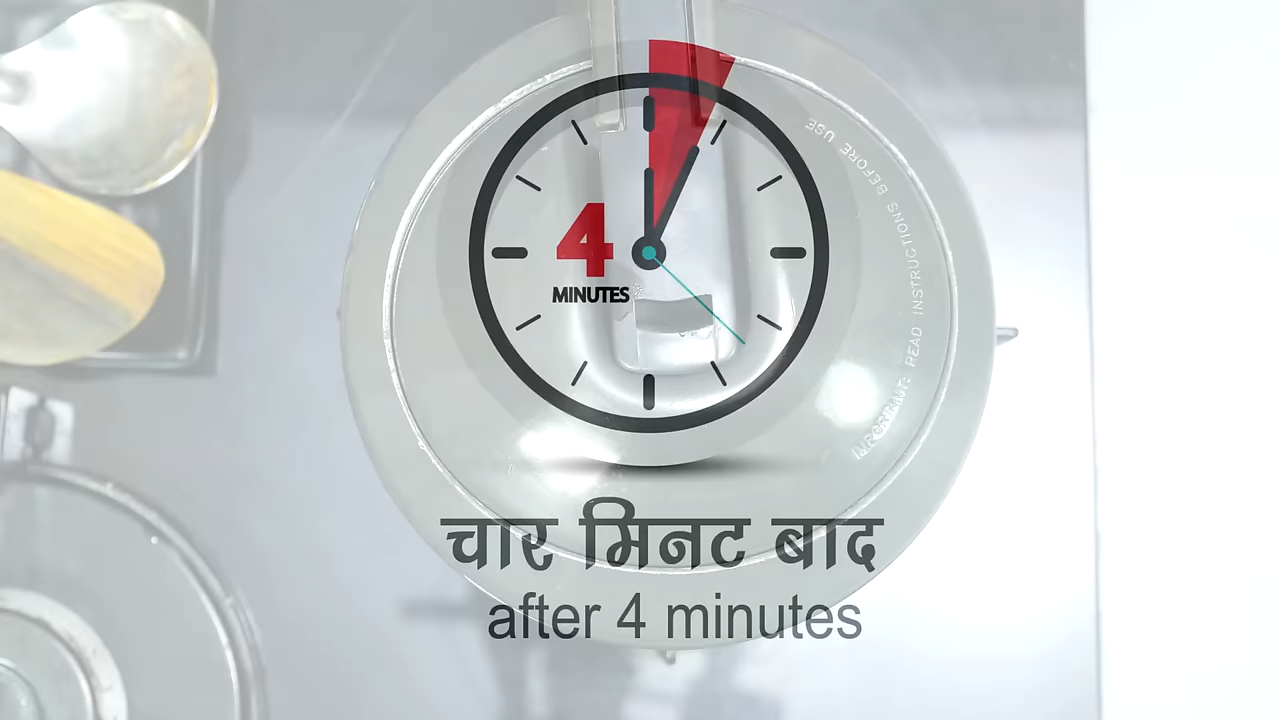 4
MINUTES
IMPORTANT: READ INSTRUCTIONS BEFORE USE
चार मिनट बाद
after 4 minutes